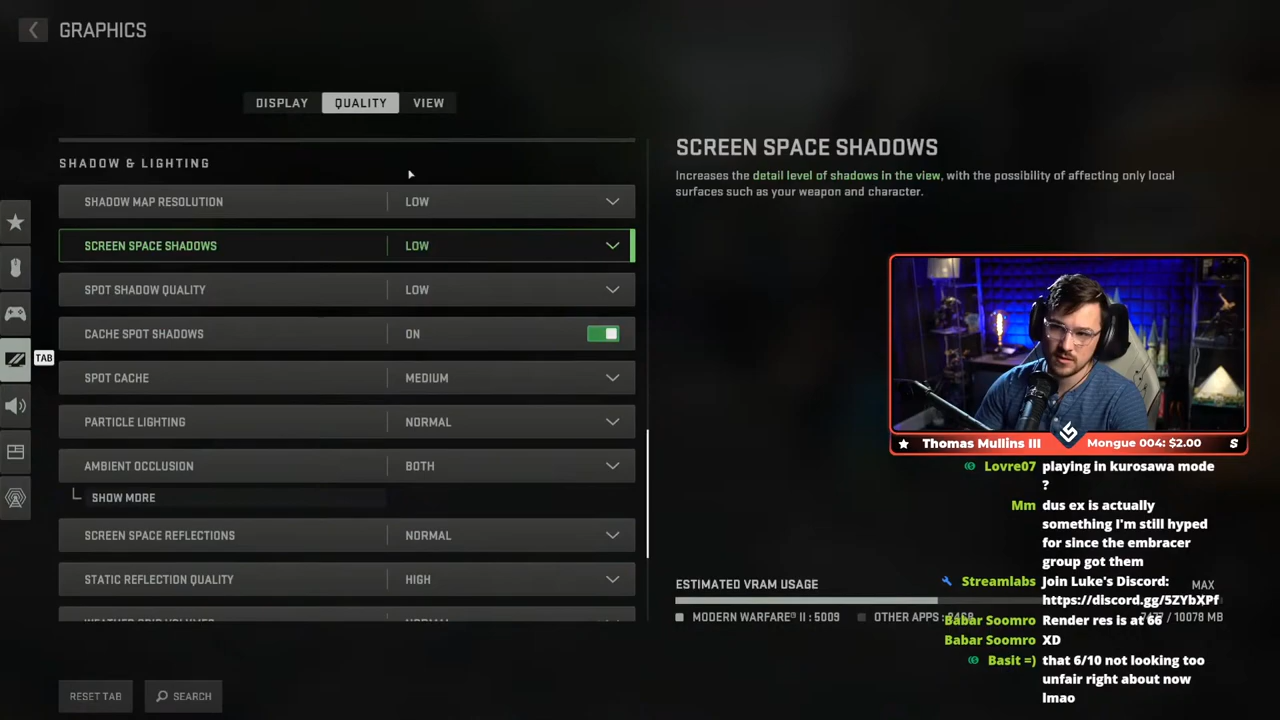 GRAPHICS
DISPLAY QUALITY VIEW
SHADOW & LIGHTING
SHADOW MAP RESOLUTION LOW
SCREEN SPACE SHADOWS LOW
SPOT SHADOW QUALITY LOW
CACHE SPOT SHADOWS ON
TAB
SPOT CACHE MEDIUM
PARTICLE LIGHTING NORMAL
AMBIENT OCCLUSION BOTH
SHOW MORE
SCREEN SPACE REFLECTIONS NORMAL
STATIC REFLECTION QUALITY HIGH
RESET TAB SEARCH
SCREEN SPACE SHADOWS
Increases the detail level of shadows in the view, with the possibility of affecting only local
surfaces such as your weapon and character.
Thomas Mullins III Mongue 004: $2.00 S
Lovre07 playing in kurosawa mode
?
Mm dus ex is actually
something I'm still hyped
for since the embracer
group got them
Streamlabs Join Luke's Discord:
https://discord.gg/5ZYbXPf
Babar Soomro Render res is at 66
Babar Soomro XD
Basit =) that 6/10 not looking too
unfair right about now
lmao
ESTIMATED VRAM USAGE MAX
MODERN WARFARE® II : 5009 OTHER APPS : 10078 MB